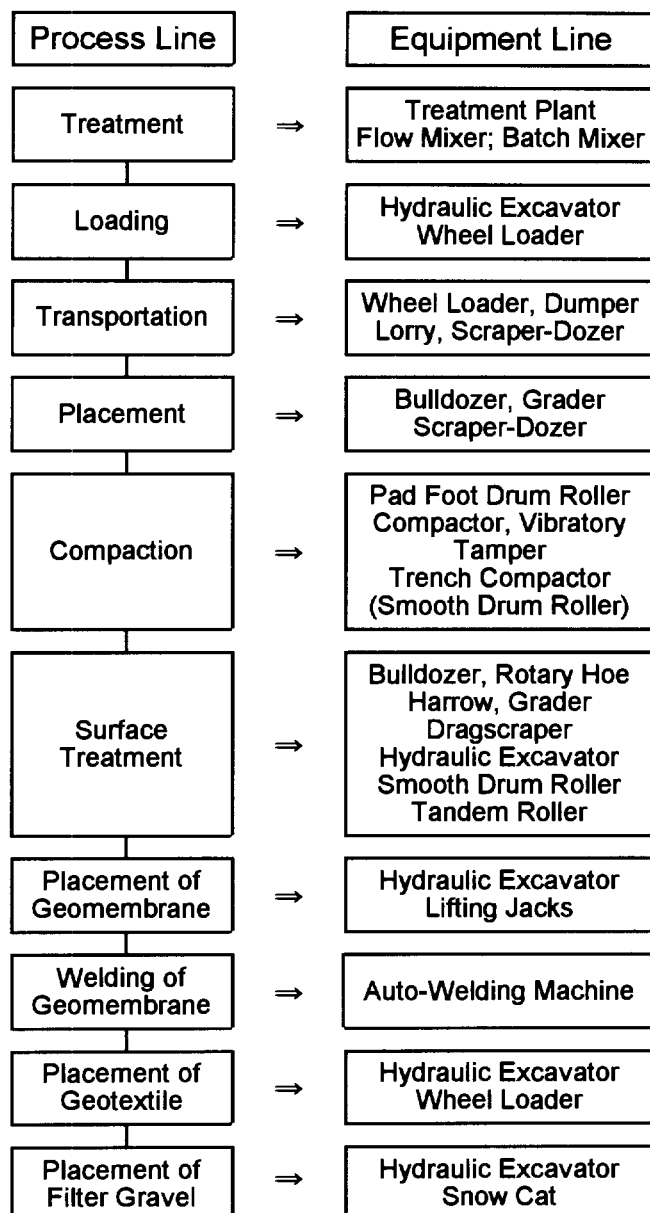 Process Line
Equipment Line
Treatment
⇒
Treatment Plant
Flow Mixer; Batch Mixer
Loading
⇒
Hydraulic Excavator
Wheel Loader
Transportation
⇒
Wheel Loader, Dumper
Lorry, Scraper-Dozer
Placement
⇒
Bulldozer, Grader
Scraper-Dozer
Compaction
⇒
Pad Foot Drum Roller
Compactor, Vibratory
Tamper
Trench Compactor
(Smooth Drum Roller)
Surface
Treatment
⇒
Bulldozer, Rotary Hoe
Harrow, Grader
Dragscraper
Hydraulic Excavator
Smooth Drum Roller
Tandem Roller
Placement of
Geomembrane
⇒
Hydraulic Excavator
Lifting Jacks
Welding of
Geomembrane
⇒
Auto-Welding Machine
Placement of
Geotextile
⇒
Hydraulic Excavator
Wheel Loader
Placement of
Filter Gravel
⇒
Hydraulic Excavator
Snow Cat